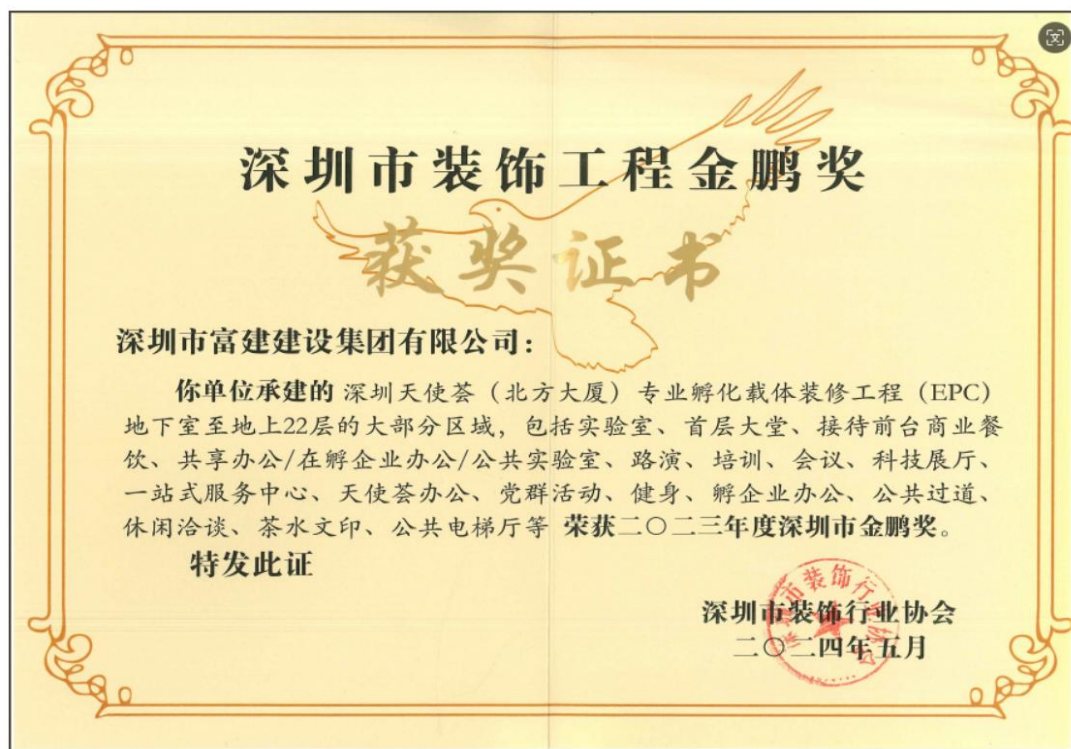 深圳市装饰工程金鹏奖
获奖证书
深圳市富建建设集团有限公司：
你单位承建的 深圳天使荟（北方大厦）专业孵化载体装修工程（EPC）
地下室至地上22层的大部分区域，包括实验室、首层大堂、接待前台商业餐
饮、共享办公/在孵企业办公/公共实验室、路演、培训、会议、科技展厅、
一站式服务中心、天使荟办公、党群活动、健身、孵企业办公、公共过道、
休闲洽谈、茶水文印、公共电梯厅等 荣获二〇二三年度深圳市金鹏奖。
特发此证
深圳市装饰行业协会
二〇二四年五月
深圳市装饰行业协会